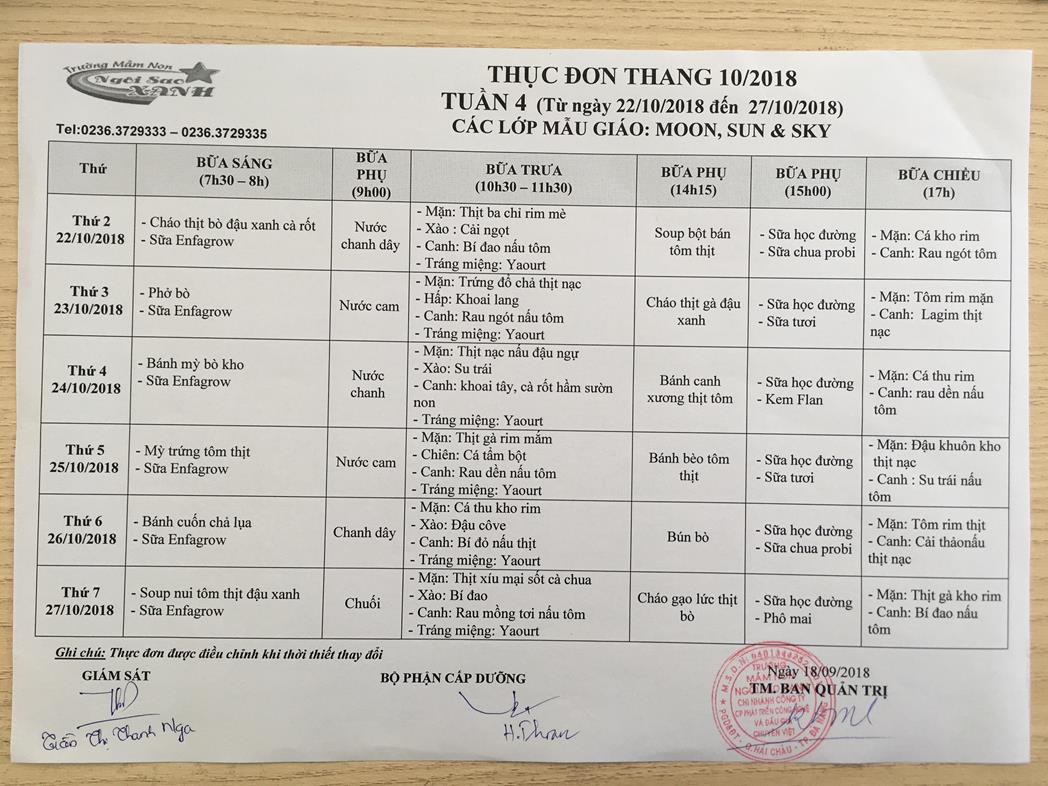 Trường Mầm Non
Ngôi Sao
XANH
THỰC ĐƠN THANG 10/2018
TUẦN 4 (Từ ngày 22/10/2018 đến 27/10/2018)
CÁC LỚP MẪU GIÁO: MOON, SUN & SKY
Tel:0236.3729333 – 0236.3729335
Thứ
BỮA SÁNG
(7h30 – 8h)
BỮA
PHỤ
(9h00)
BỮA TRƯA
(10h30 – 11h30)
BỮA PHỤ
(14h15)
BỮA PHỤ
(15h00)
BỮA CHIỀU
(17h)
Thứ 2
22/10/2018
- Cháo thịt bò đậu xanh cà rốt
- Sữa Enfagrow
Nước
chanh dây
- Mặn: Thịt ba chỉ rim mè
- Xào : Cải ngọt
- Canh: Bí đao nấu tôm
- Tráng miệng: Yaourt
Soup bột bán
tôm thịt
- Sữa học đường
- Sữa chua probi
- Mặn: Cá kho rim
- Canh: Rau ngót tôm
Thứ 3
23/10/2018
- Phở bò
- Sữa Enfagrow
Nước cam
- Mặn: Trứng đổ chả thịt nạc
- Hấp: Khoai lang
- Canh: Rau ngót nấu tôm
- Tráng miệng: Yaourt
Cháo thịt gà đậu
xanh
- Sữa học đường
- Sữa tươi
- Mặn: Tôm rim mặn
- Canh: Lagim thịt
nạc
Thứ 4
24/10/2018
- Bánh mỳ bò kho
- Sữa Enfagrow
Nước
chanh
- Mặn: Thịt nạc nấu đậu ngự
- Xào: Su trái
- Canh: khoai tây, cà rốt hầm sườn
non
- Tráng miệng: Yaourt
Bánh canh
xương thịt tôm
- Sữa học đường
- Kem Flan
- Mặn: Cá thu rim
- Canh: rau dền nấu
tôm
Thứ 5
25/10/2018
- Mỳ trứng tôm thịt
- Sữa Enfagrow
Nước cam
- Mặn: Thịt gà rim mắm
- Chiên: Cá tẩm bột
- Canh: Rau dền nấu tôm
- Tráng miệng: Yaourt
Bánh bèo tôm
thịt
- Sữa học đường
- Sữa tươi
- Mặn: Đậu khuôn kho
thịt nạc
- Canh : Su trái nấu
tôm
Thứ 6
26/10/2018
- Bánh cuốn chả lụa
- Sữa Enfagrow
Chanh dây
- Mặn: Cá thu kho rim
- Xào: Đậu côve
- Canh: Bí đỏ nấu thịt
- Tráng miệng: Yaourt
Bún bò
- Sữa học đường
- Sữa chua probi
- Mặn: Tôm rim thịt
- Canh: Cải thảonấu
thịt nạc
Thứ 7
27/10/2018
- Soup nui tôm thịt đậu xanh
- Sữa Enfagrow
Chuối
- Mặn: Thịt xíu mại sốt cà chua
- Xào: Bí đao
- Canh: Rau mồng tơi nấu tôm
- Tráng miệng: Yaourt
Cháo gạo lức thịt
bò
- Sữa học đường
- Phô mai
- Mặn: Thịt gà kho rim
- Canh: Bí đao nấu
tôm
Ghi chú: Thực đơn được điều chỉnh khi thời thiết thay đổi
GIÁM SÁT
BỘ PHẬN CẤP DƯỠNG
Ngày 18/09/2018
TM. BAN QUẢN TRỊ
Trần Thị Thanh Nga
TRƯỜNG
MẦM NON
CHI NHÁNH CÔNG TY
CP PHÁT TRIỂN CÔNG NGHỆ
Q.HẢI CHÂU - TP.ĐÀ NẴNG